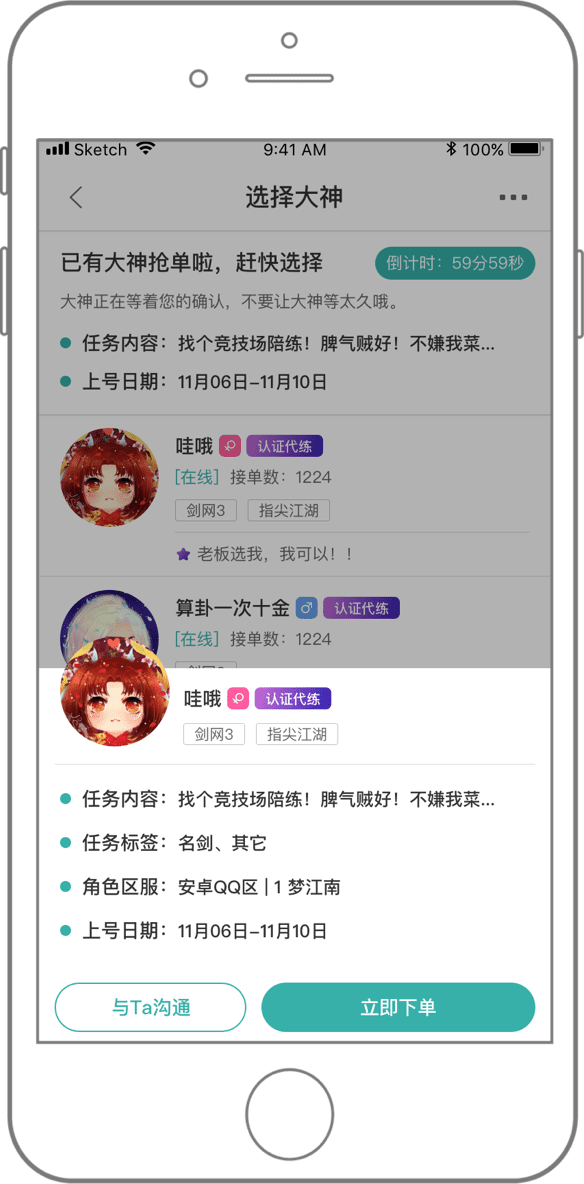 Sketch 9:41 AM 100%
选择大神
已有大神抢单啦，赶快选择 倒计时：59分59秒
大神正在等着您的确认，不要让大神等太久哦。
任务内容：找个竞技场陪练！脾气贼好！不嫌我菜...
上号日期：11月06日-11月10日
哇哦 认证代练
[在线] 接单数：1224
剑网3 指尖江湖
老板选我，我可以！！
算卦一次十金 认证代练
[在线] 接单数：1224
哇哦 认证代练
剑网3 指尖江湖
任务内容：找个竞技场陪练！脾气贼好！不嫌我菜...
任务标签：名剑、其它
角色区服：安卓QQ区 | 1 梦江南
上号日期：11月06日-11月10日
与Ta沟通 立即下单